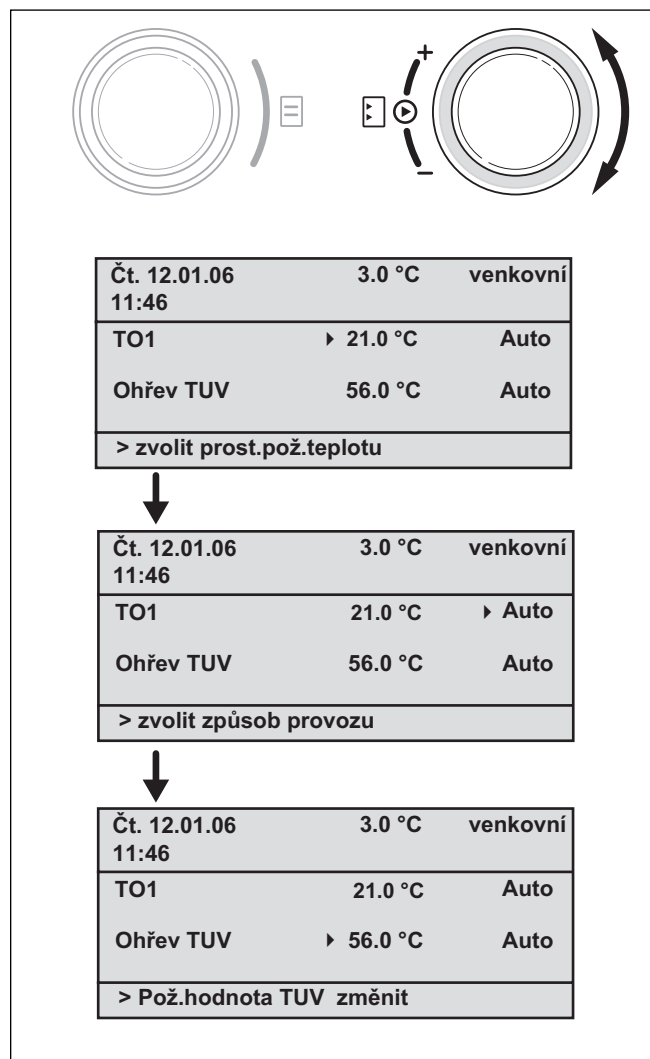 +
−
Čt. 12.01.06 3.0 °C venkovní
11:46
TO1 21.0 °C Auto
Ohřev TUV 56.0 °C Auto
> zvolit prost.pož.teplotu
Čt. 12.01.06 3.0 °C venkovní
11:46
TO1 21.0 °C Auto
Ohřev TUV 56.0 °C Auto
> zvolit způsob provozu
Čt. 12.01.06 3.0 °C venkovní
11:46
TO1 21.0 °C Auto
Ohřev TUV 56.0 °C Auto
> Pož.hodnota TUV změnit